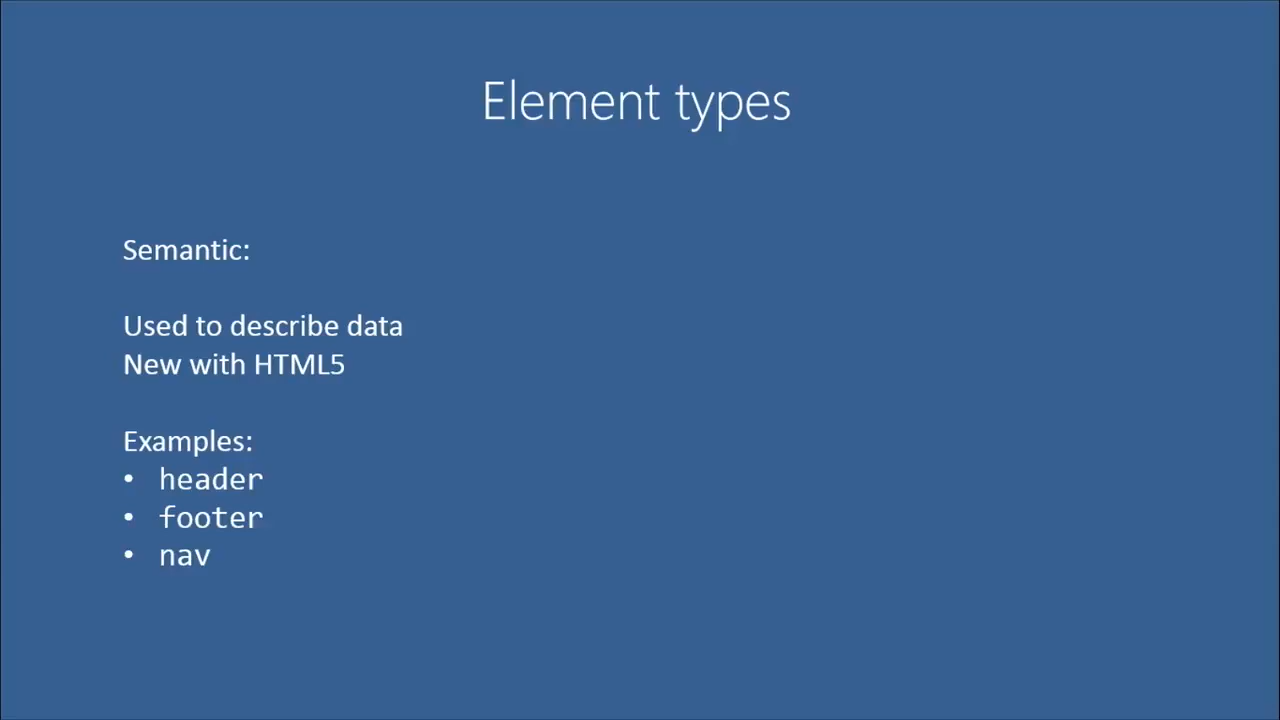 Element types
Semantic:
Used to describe data
New with HTML5
Examples:
• header
• footer
• nav